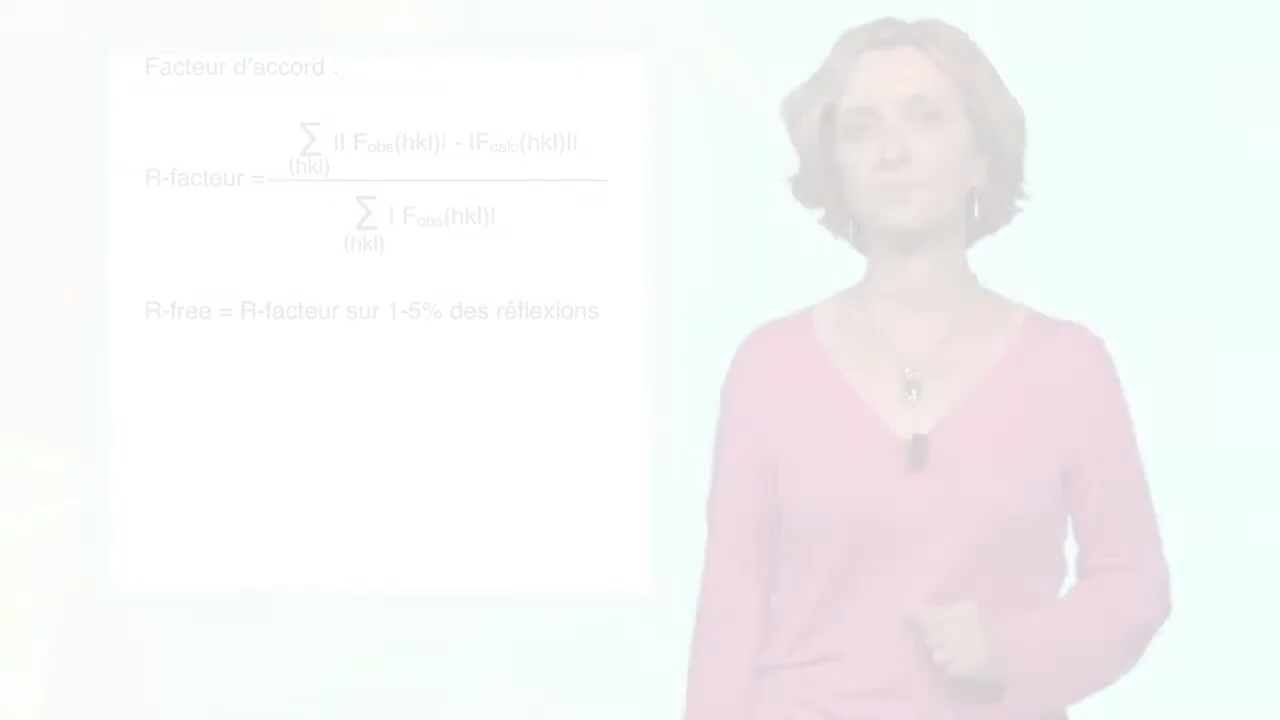 Facteur d'accord :
∑ || Fobs(hkl)| - |Fcalc(hkl)||
(hkl)
R-facteur =
∑ | Fobs(hkl)|
(hkl)
R-free = R-facteur sur 1-5% des réflexions